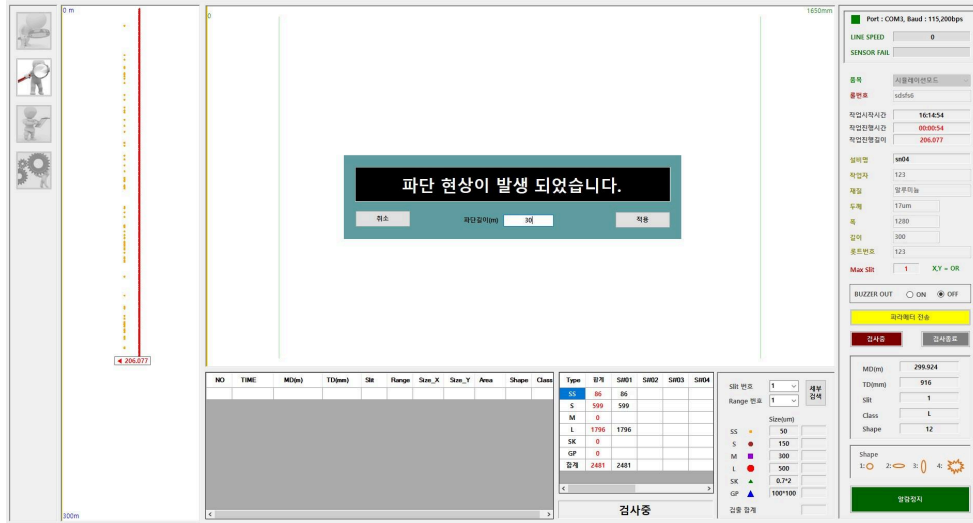 0 m
206.077
300m
0
1650mm
파단 현상이 발생 되었습니다.
취소
파단길이(m)
30
적용
NO TIME MD(m) TD(mm) Slit Range Size_X Size_Y Area Shape Class
Type 합계 S#01 S#02 S#03 S#04
SS 86 86
S 599 599
M 0
L 1796 1796
SK 0
GP 0
합계 2481 2481
검사중
Slit 번호 1
Range 번호 1
세부
검색
Size(um)
SS 50
S 150
M 300
L 500
SK 0.7*2
GP 100*100
검출 합계
Port : COM3, Baud : 115,200bps
LINE SPEED 0
SENSOR FAIL
품목 시뮬레이션모드
롤번호 sdsfs6
작업시작시간 16:14:54
작업진행시간 00:00:54
작업진행길이 206.077
설비명 sn04
작업자 123
재질 알루미늄
두께 17um
폭 1280
길이 300
롯트번호 123
Max Slit 1 X,Y = OR
BUZZER OUT ON OFF
파라메터 전송
검사중 검사종료
MD(m) 299.924
TD(mm) 916
Slit 1
Class L
Shape 12
Shape
1: 2: 3: 4:
알람정지